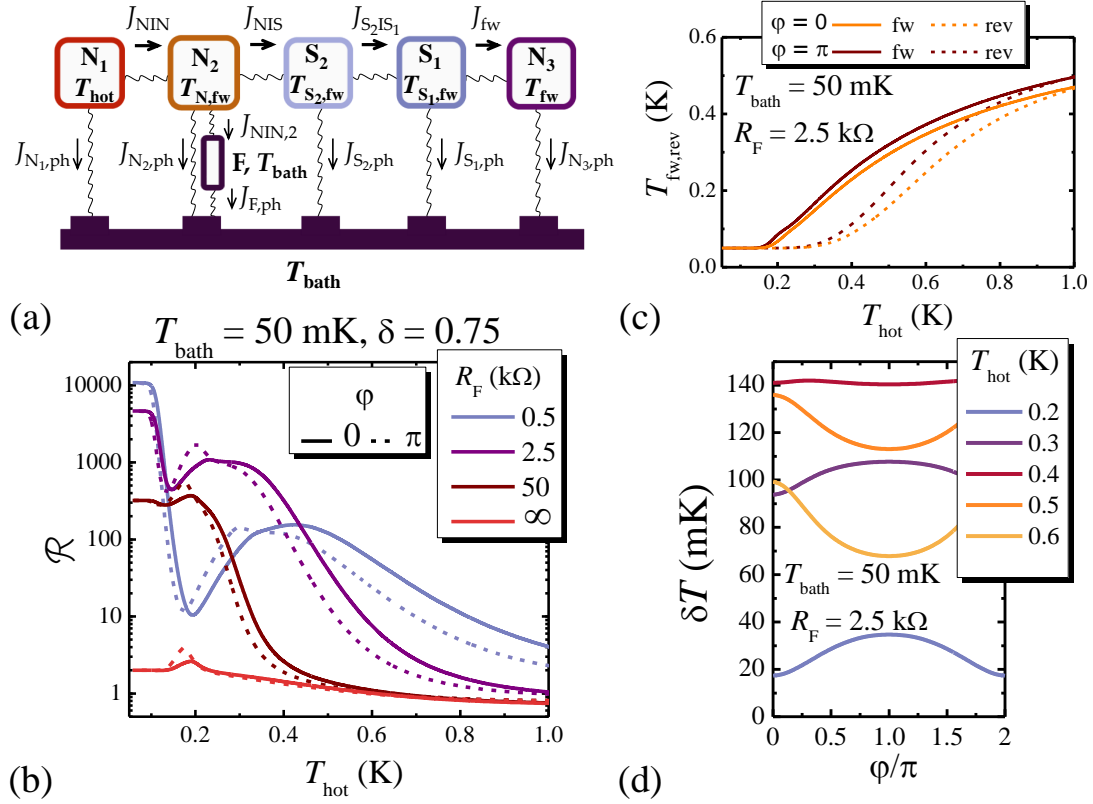 J_NIN J_NIS J_S₂IS₁ J_fw
N₁ N₂ S₂ S₁ N₃
T_hot T_N,fw T_S₂,fw T_S₁,fw T_fw
J_NIN,2
J_N₁,ph J_N₂,ph F, T_bath J_S₂,ph J_S₁,ph J_N₃,ph
J_F,ph
T_bath
(a)
T_bath = 50 mK, δ = 0.75
10000
1000
100
10
1
ℛ
φ
0 π
R_F (kΩ)
0.5
2.5
50
∞
0.2 0.4 0.6 0.8 1.0
T_hot (K)
(b)
φ = 0 fw rev
φ = π fw rev
T_bath = 50 mK
R_F = 2.5 kΩ
0.6
0.4
0.2
0.0
T_fw,rev (K)
0.2 0.4 0.6 0.8 1.0
T_hot (K)
(c)
T_hot (K)
0.2
0.3
0.4
0.5
0.6
140
120
100
80
60
40
20
0
δT (mK)
T_bath = 50 mK
R_F = 2.5 kΩ
0 0.5 1.0 1.5 2
φ/π
(d)